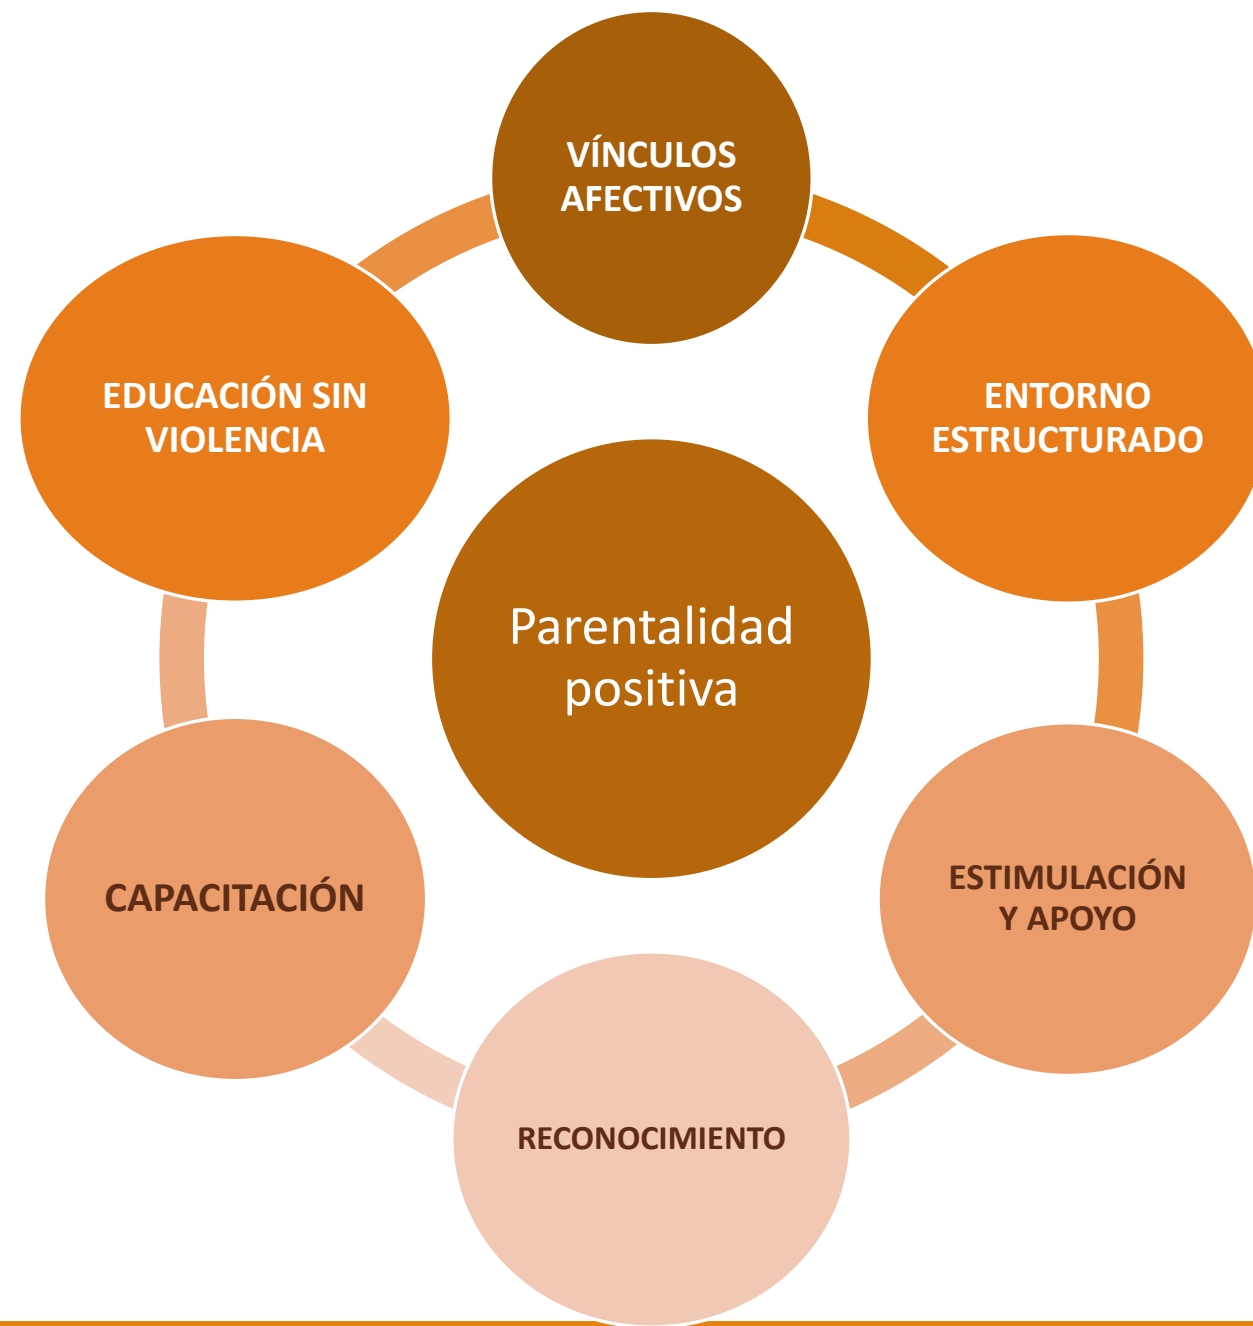 VÍNCULOS
AFECTIVOS
ENTORNO
ESTRUCTURADO
ESTIMULACIÓN
Y APOYO
RECONOCIMIENTO
CAPACITACIÓN
EDUCACIÓN SIN
VIOLENCIA
Parentalidad
positiva